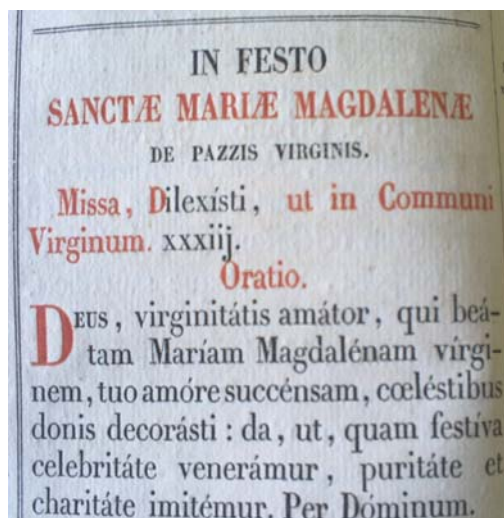 IN FESTO
SANCTÆ MARIÆ MAGDALENÆ
DE PAZZIS VIRGINIS.
Missa, Dilexísti, ut in Communi
Virginum. xxxiij.
Oratio.
DEUS, virginitátis amátor, qui beá-
tam Maríam Magdalénam vírgi-
nem, tuo amóre succénsam, cœléstibus
donis decorásti : da, ut, quam festíva
celebritáte venerámur, puritáte et
charitáte imitémur. Per Dóminum.